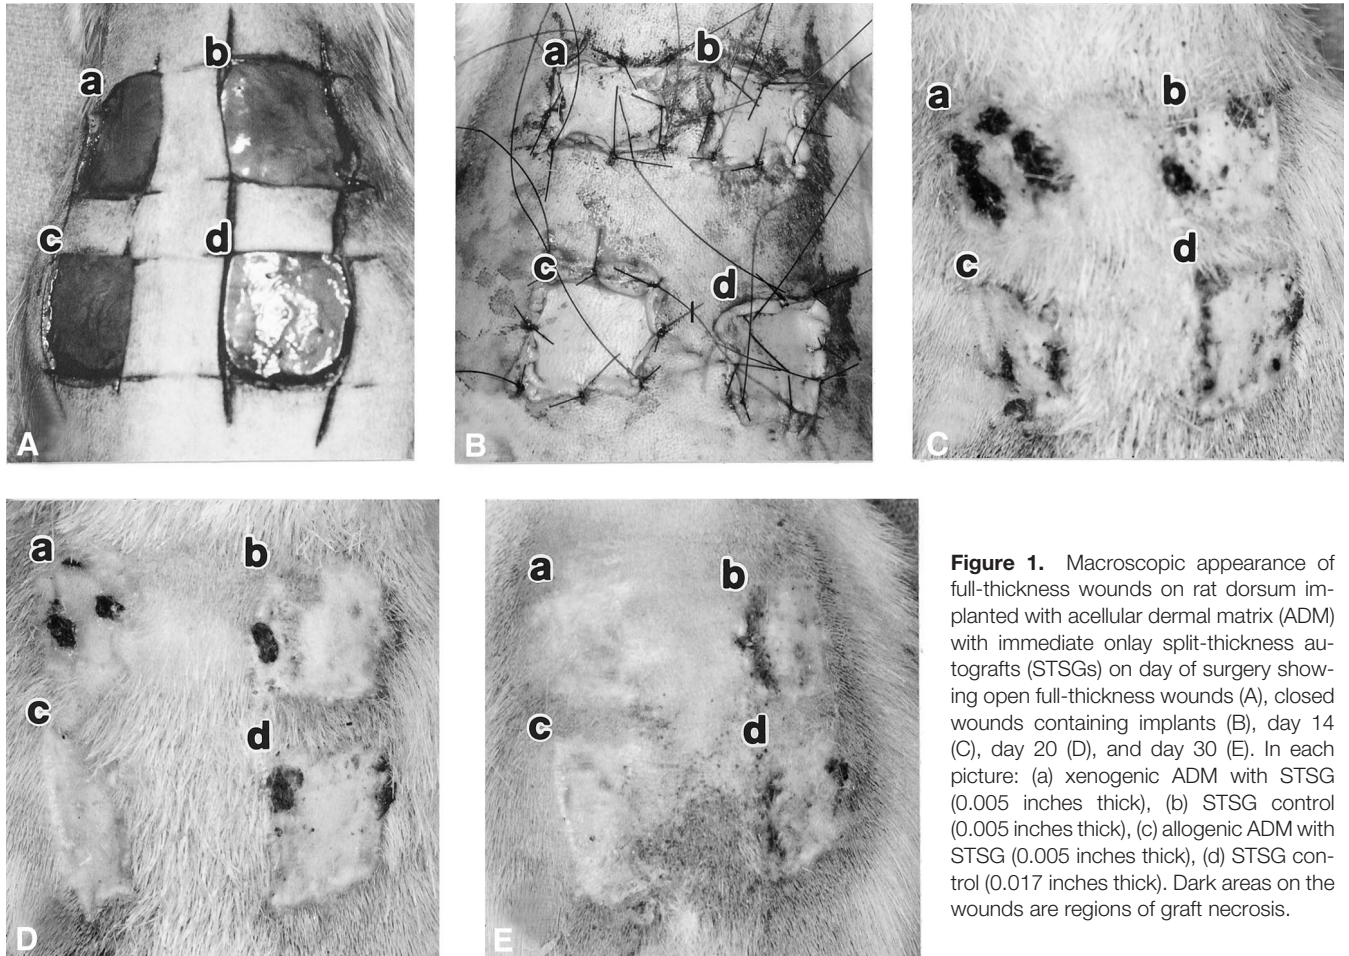 a
b
c
d
A
a
b
c
d
B
a
b
c
d
C
a
b
c
d
D
a
b
c
d
E
Figure 1. Macroscopic appearance of
full-thickness wounds on rat dorsum im-
planted with acellular dermal matrix (ADM)
with immediate onlay split-thickness au-
tografts (STSGs) on day of surgery show-
ing open full-thickness wounds (A), closed
wounds containing implants (B), day 14
(C), day 20 (D), and day 30 (E). In each
picture: (a) xenogenic ADM with STSG
(0.005 inches thick), (b) STSG control
(0.005 inches thick), (c) allogenic ADM with
STSG (0.005 inches thick), (d) STSG con-
trol (0.017 inches thick). Dark areas on the
wounds are regions of graft necrosis.